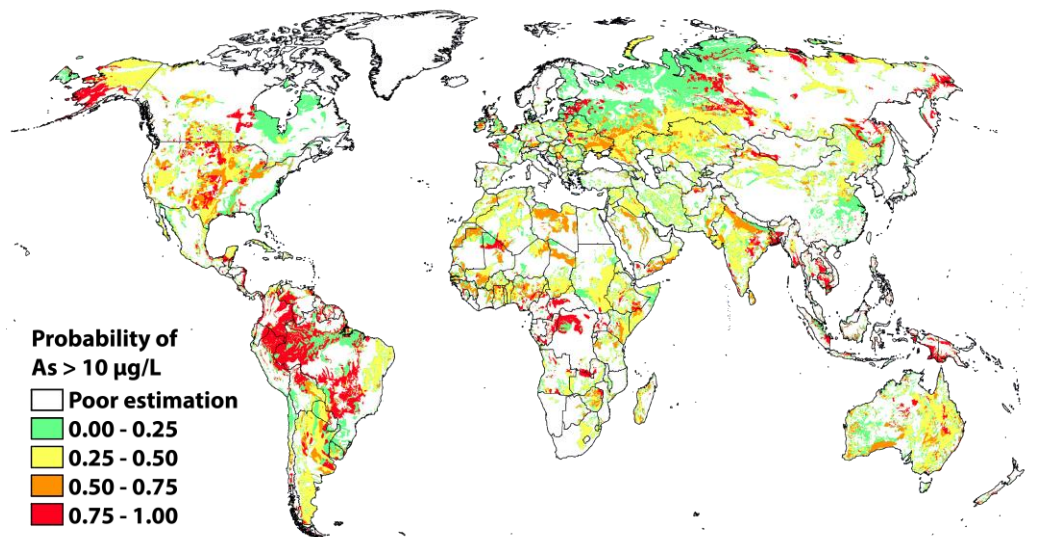 Probability of
As > 10 µg/L
Poor estimation
0.00 - 0.25
0.25 - 0.50
0.50 - 0.75
0.75 - 1.00